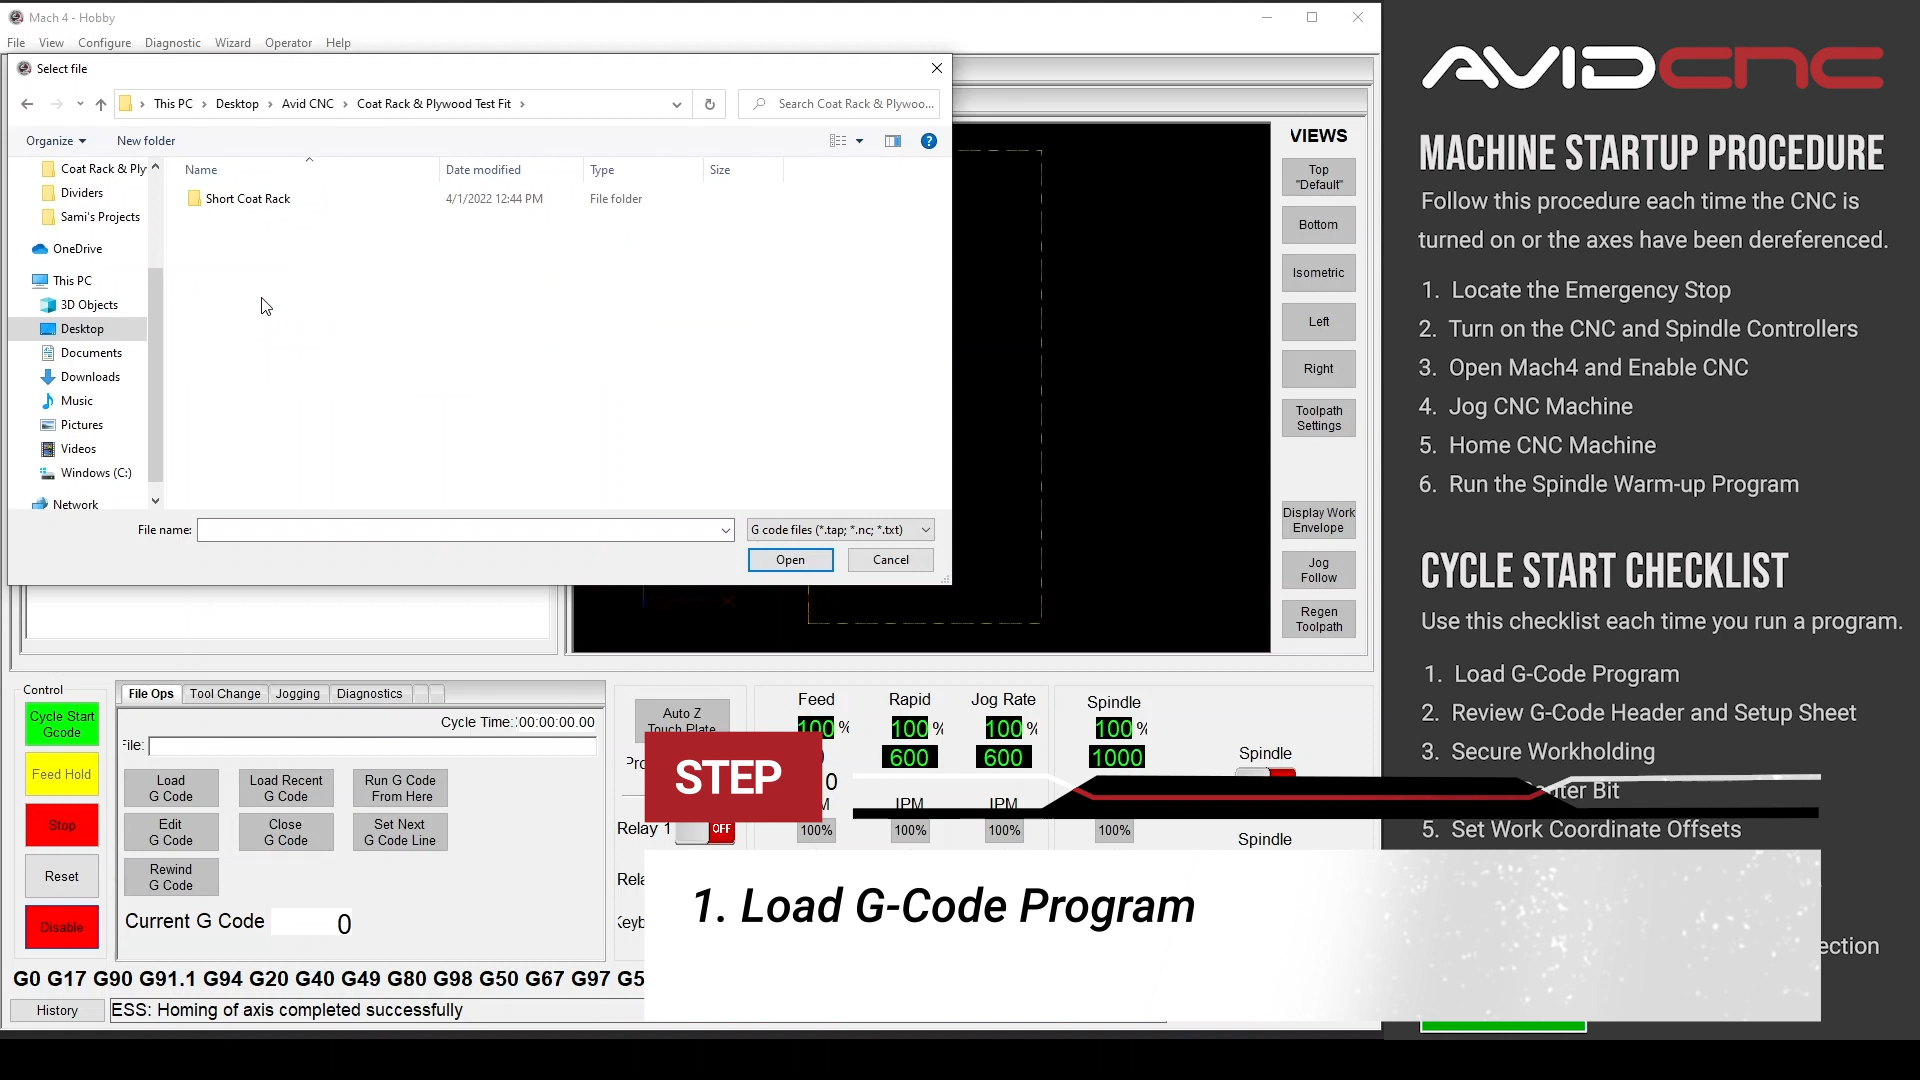 Mach 4 - Hobby
File View Configure Diagnostic Wizard Operator Help
Select file
This PC Desktop Avid CNC Coat Rack & Plywood Test Fit
Search Coat Rack & Plywoo...
Organize New folder
Coat Rack & Ply
Dividers
Sami's Projects
OneDrive
This PC
3D Objects
Desktop
Documents
Downloads
Music
Pictures
Videos
Windows (C:)
Network
Name Date modified Type Size
Short Coat Rack 4/1/2022 12:44 PM File folder
File name:
G code files (*.tap; *.nc; *.txt)
Open Cancel
VIEWS
Top
"Default"
Bottom
Isometric
Left
Right
Toolpath
Settings
Display Work
Envelope
Jog
Follow
Regen
Toolpath
Control
Cycle Start
Gcode
Feed Hold
Stop
Reset
Disable
File Ops Tool Change Jogging Diagnostics
Cycle Time: 00:00:00.00
File:
Load
G Code
Load Recent
G Code
Run G Code
From Here
Edit
G Code
Close
G Code
Set Next
G Code Line
Rewind
G Code
Current G Code 0
G0 G17 G90 G91.1 G94 G20 G40 G49 G80 G98 G50 G67 G97 G5
History
ESS: Homing of axis completed successfully
Auto Z
Touch Plate
Relay 1 OFF
Feed Rapid Jog Rate Spindle
100 % 100 % 100 % 100 %
600 600 1000
0
IPM IPM
100% 100% 100% 100%
Spindle
Spindle
STEP
1. Load G-Code Program
AVIDCNC
MACHINE STARTUP PROCEDURE
Follow this procedure each time the CNC is
turned on or the axes have been dereferenced.
1. Locate the Emergency Stop
2. Turn on the CNC and Spindle Controllers
3. Open Mach4 and Enable CNC
4. Jog CNC Machine
5. Home CNC Machine
6. Run the Spindle Warm-up Program
CYCLE START CHECKLIST
Use this checklist each time you run a program.
1. Load G-Code Program
2. Review G-Code Header and Setup Sheet
3. Secure Workholding
Bit
5. Set Work Coordinate Offsets
ection